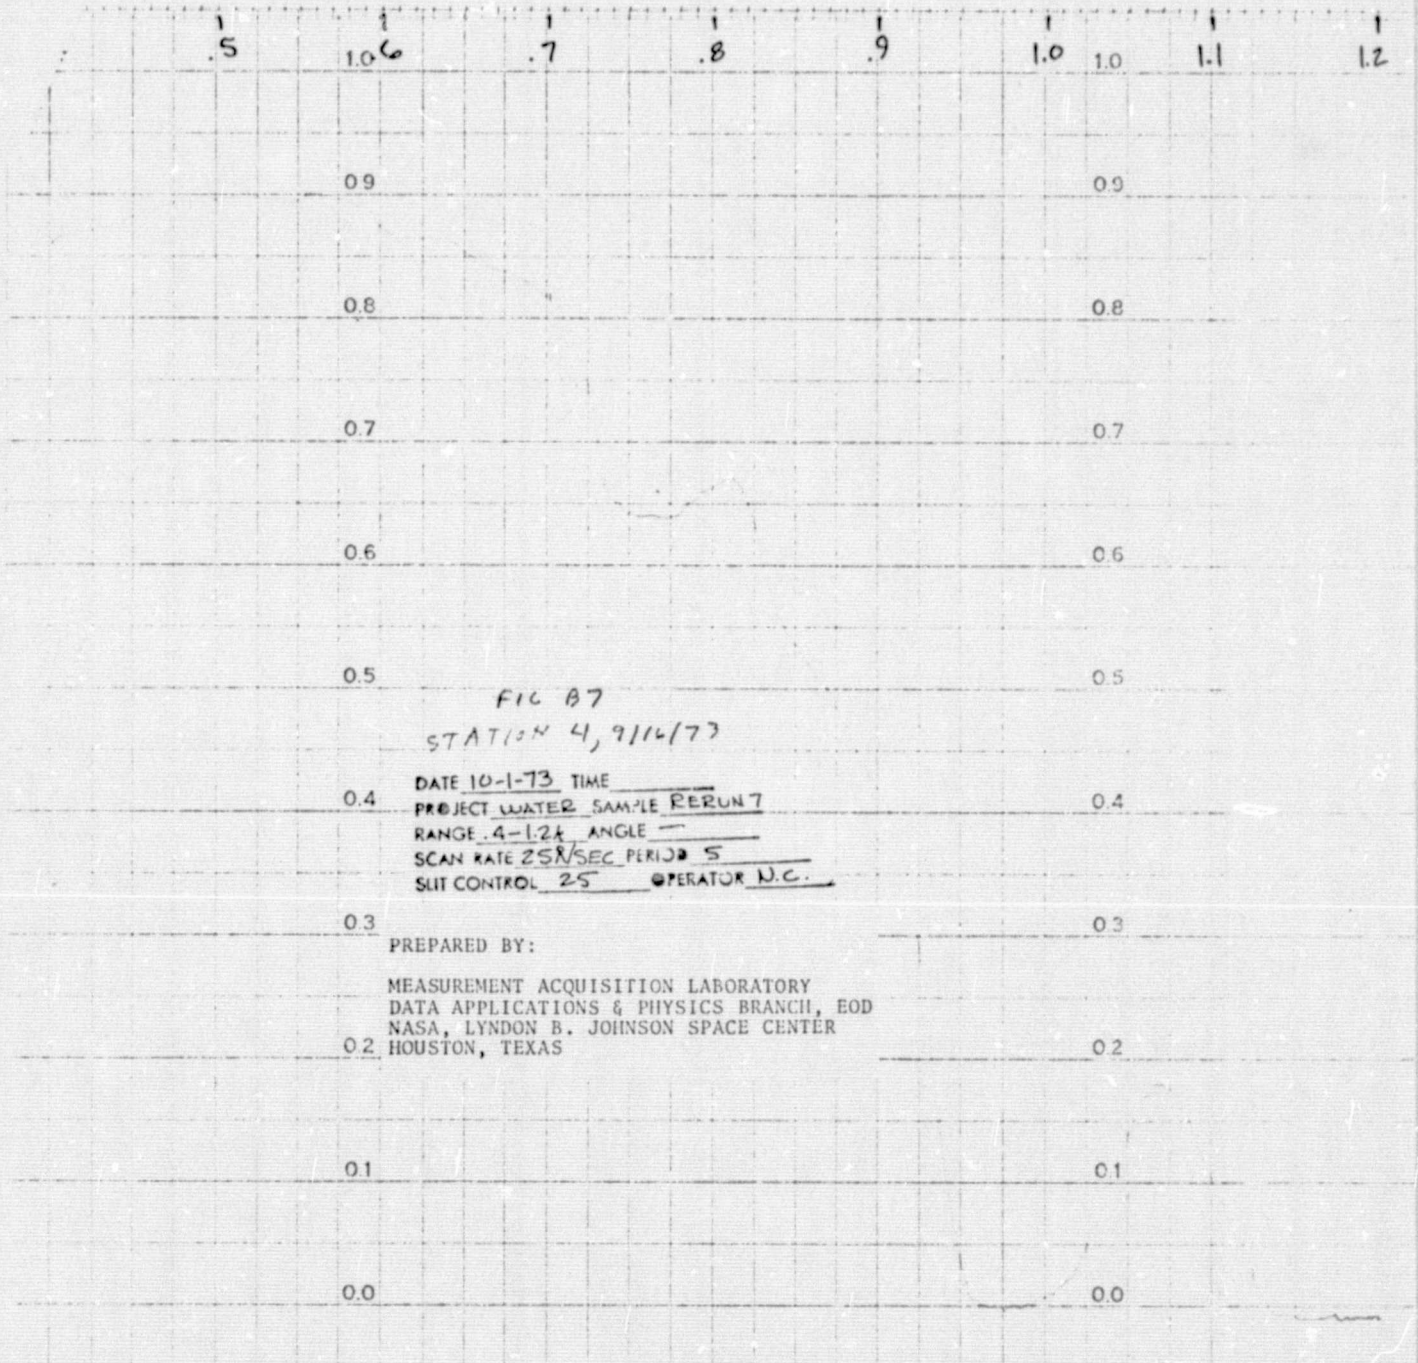 .5 .6 .7 .8 .9 1.0 1.1 1.2
1.0 1.0
0.9 0.9
0.8 0.8
0.7 0.7
0.6 0.6
0.5 0.5
FIG B7
STATION 4, 9/16/73
DATE 10-1-73 TIME
0.4 0.4
PROJECT WATER SAMPLE RERUN 7
RANGE .4-1.2 ANGLE —
SCAN RATE 25Å/SEC PERIOD 5
SLIT CONTROL 25 OPERATOR N.C.
0.3 0.3
PREPARED BY:
MEASUREMENT ACQUISITION LABORATORY
DATA APPLICATIONS & PHYSICS BRANCH, EOD
NASA, LYNDON B. JOHNSON SPACE CENTER
0.2 HOUSTON, TEXAS 0.2
0.1 0.1
0.0 0.0